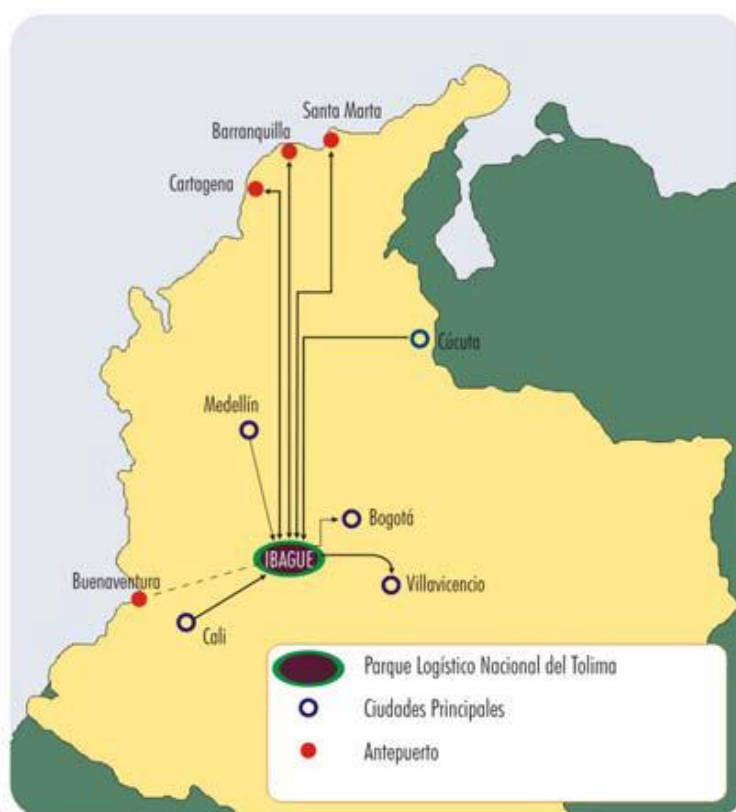 Santa Marta
Barranquilla
Cartagena
Cúcuta
Medellín
Bogotá
IBAGUE
Buenaventura
Villavicencio
Cali
Parque Logístico Nacional del Tolima
Ciudades Principales
Antepuerto